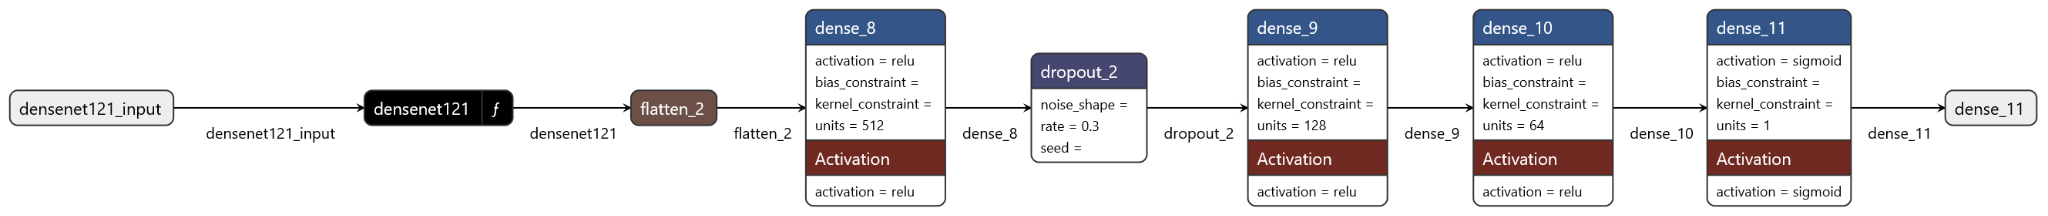 densenet121_input
densenet121_input
densenet121 ƒ
densenet121
flatten_2
flatten_2
dense_8
activation = relu
bias_constraint =
kernel_constraint =
units = 512
Activation
activation = relu
dense_8
dropout_2
noise_shape =
rate = 0.3
seed =
dropout_2
dense_9
activation = relu
bias_constraint =
kernel_constraint =
units = 128
Activation
activation = relu
dense_9
dense_10
activation = relu
bias_constraint =
kernel_constraint =
units = 64
Activation
activation = relu
dense_10
dense_11
activation = sigmoid
bias_constraint =
kernel_constraint =
units = 1
Activation
activation = sigmoid
dense_11
dense_11